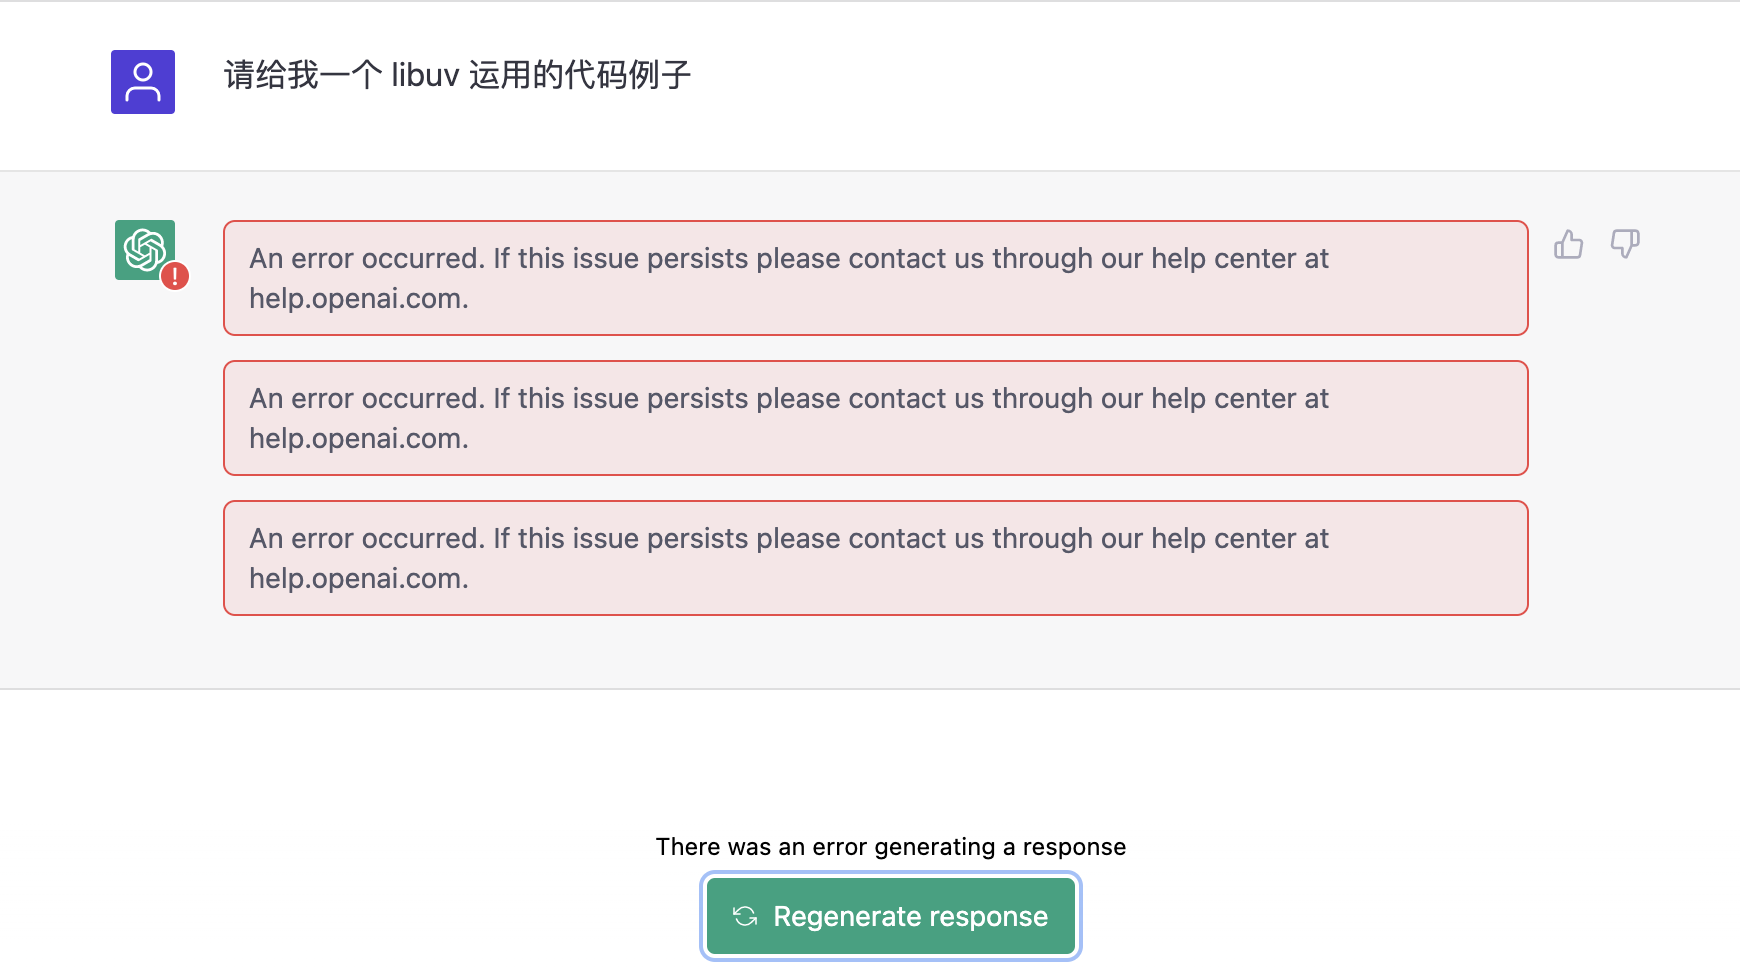 请给我一个 libuv 运用的代码例子
An error occurred. If this issue persists please contact us through our help center at
help.openai.com.
An error occurred. If this issue persists please contact us through our help center at
help.openai.com.
An error occurred. If this issue persists please contact us through our help center at
help.openai.com.
There was an error generating a response
Regenerate response